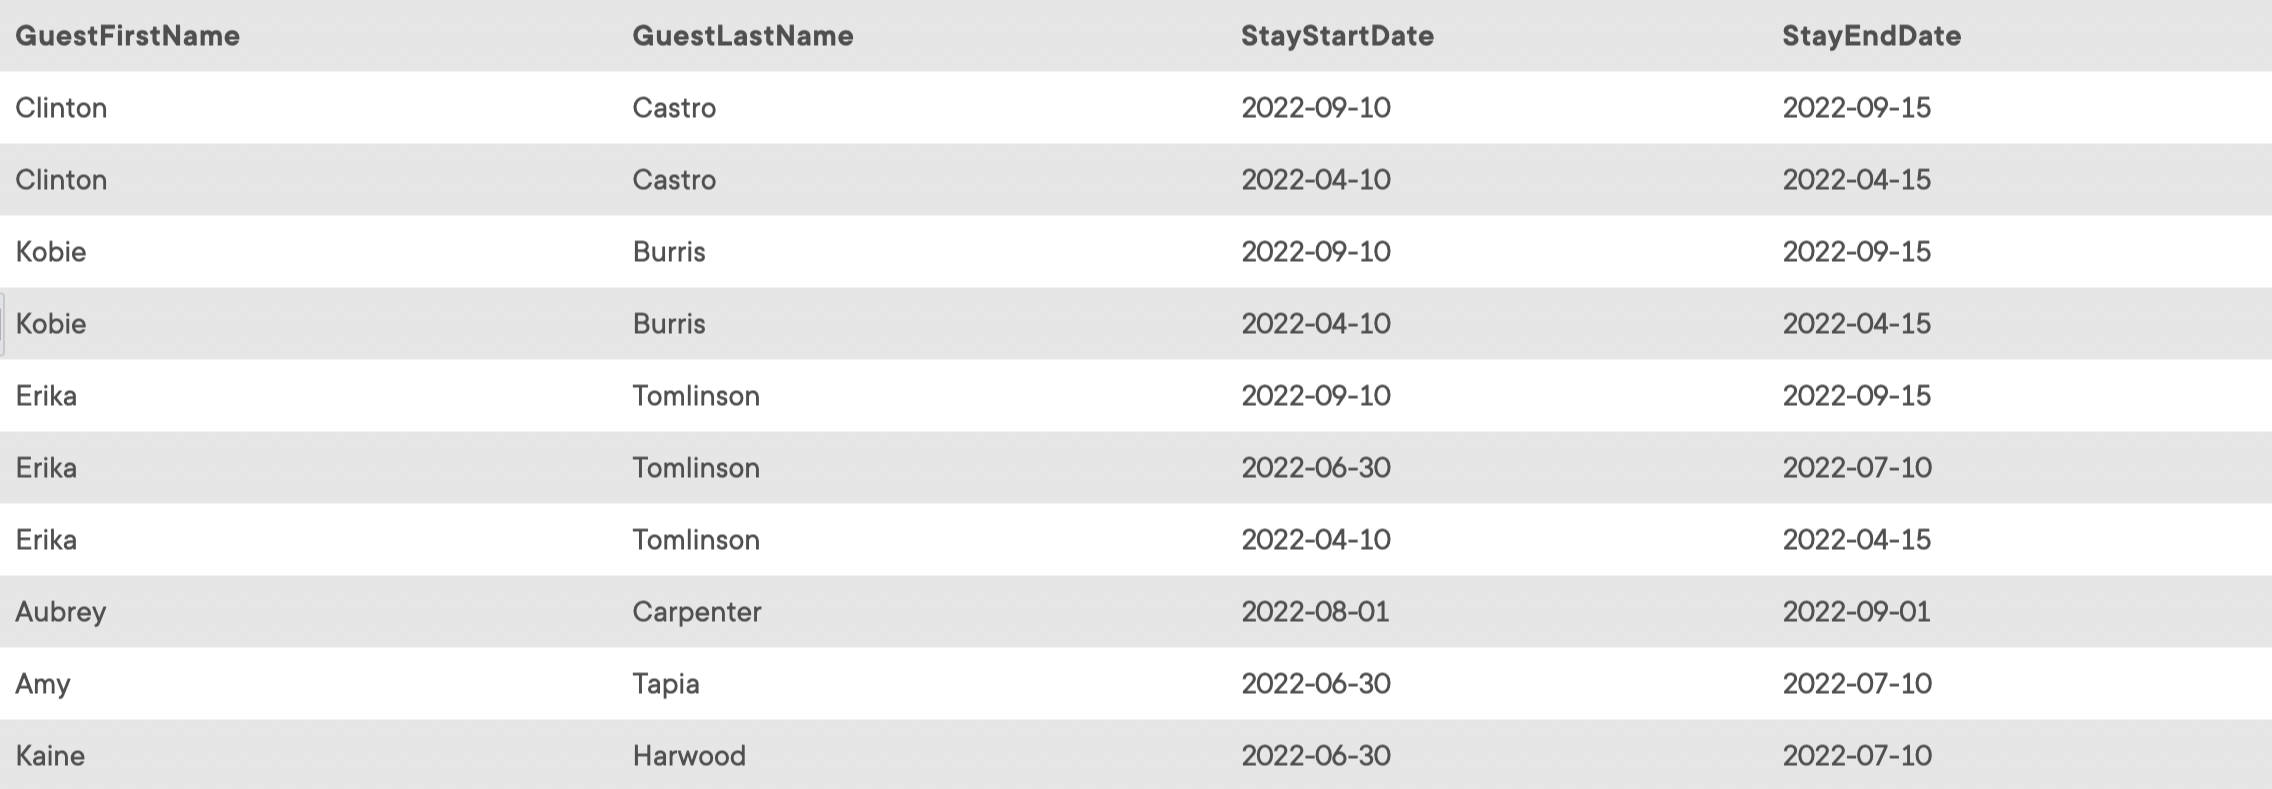 GuestFirstName GuestLastName StayStartDate StayEndDate
Clinton Castro 2022-09-10 2022-09-15
Clinton Castro 2022-04-10 2022-04-15
Kobie Burris 2022-09-10 2022-09-15
Kobie Burris 2022-04-10 2022-04-15
Erika Tomlinson 2022-09-10 2022-09-15
Erika Tomlinson 2022-06-30 2022-07-10
Erika Tomlinson 2022-04-10 2022-04-15
Aubrey Carpenter 2022-08-01 2022-09-01
Amy Tapia 2022-06-30 2022-07-10
Kaine Harwood 2022-06-30 2022-07-10